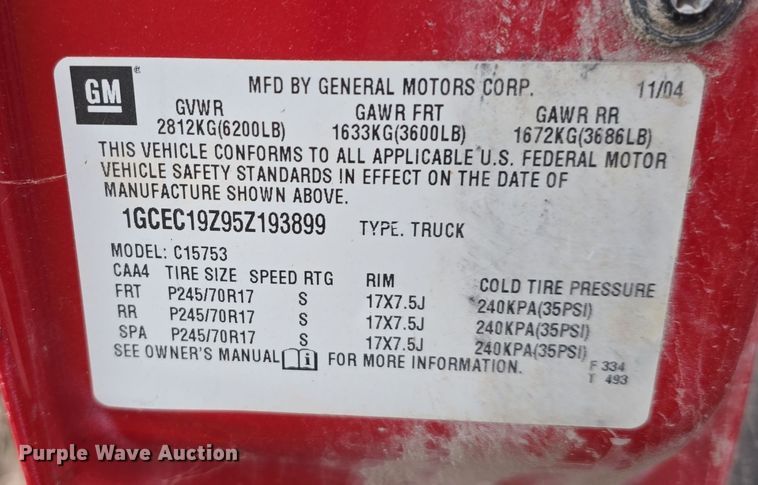 GM
MFD BY GENERAL MOTORS CORP. 11/04
GVWR GAWR FRT GAWR RR
2812KG(6200LB) 1633KG(3600LB) 1672KG(3686LB)
THIS VEHICLE CONFORMS TO ALL APPLICABLE U.S. FEDERAL MOTOR
VEHICLE SAFETY STANDARDS IN EFFECT ON THE DATE OF
MANUFACTURE SHOWN ABOVE.
1GCEC19Z95Z193899 TYPE. TRUCK
MODEL: C15753
CAA4 TIRE SIZE SPEED RTG RIM COLD TIRE PRESSURE
FRT P245/70R17 S 17X7.5J 240KPA(35PSI)
RR P245/70R17 S 17X7.5J 240KPA(35PSI)
SPA P245/70R17 S 17X7.5J 240KPA(35PSI)
SEE OWNER'S MANUAL FOR MORE INFORMATION.
F 334
T 493
Purple Wave Auction